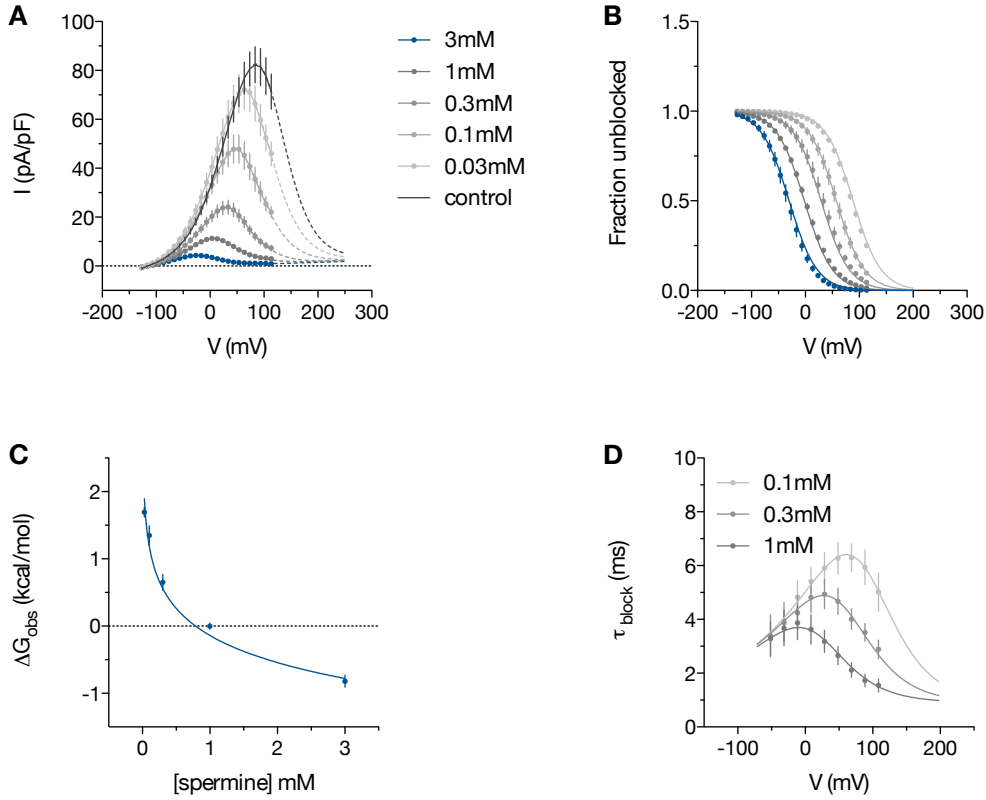 A
I (pA/pF)
100
80
60
40
20
0
-200 -100 0 100 200 300
V (mV)
3mM
1mM
0.3mM
0.1mM
0.03mM
control
B
Fraction unblocked
1.5
1.0
0.5
0.0
-200 -100 0 100 200 300
V (mV)
C
ΔGobs (kcal/mol)
2
1
0
-1
0 1 2 3
[spermine] mM
D
τ block (ms)
10
8
6
4
2
0
-100 0 100 200
V (mV)
0.1mM
0.3mM
1mM